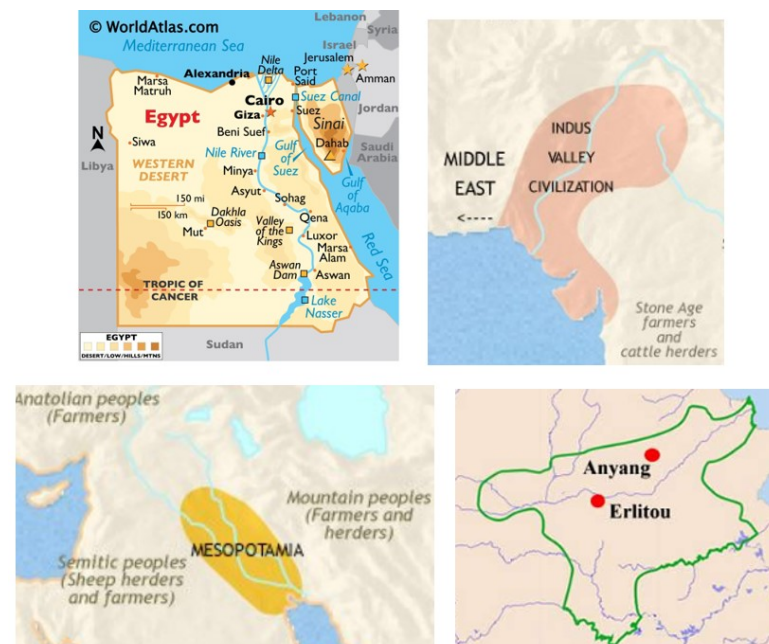 © WorldAtlas.com
Mediterranean Sea
Lebanon
Syria
Israel
Jerusalem
Amman
Jordan
Saudi
Arabia
Marsa
Matruh
Alexandria
Nile
Delta
Port
Said
Suez Canal
Cairo
Giza
Suez
Egypt
Sinai
Beni Suef
Siwa
Dahab
N
Libya
WESTERN
DESERT
Nile River
Gulf
of
Suez
Gulf
of
Aqaba
Minya
Asyut
Sohag
150 mi
150 km
Dakhla
Oasis
Mut
Valley
of the
Kings
Qena
Luxor
Marsa
Alam
Red Sea
Aswan
Dam
Aswan
TROPIC OF
CANCER
Lake
Nasser
EGYPT
DESERT/LOW/HILLS/MTNS
Sudan
INDUS
VALLEY
CIVILIZATION
MIDDLE
EAST
<----
Stone Age
farmers
and
cattle herders
Anatolian peoples
(Farmers)
Mountain peoples
(Farmers and
herders)
MESOPOTAMIA
Semitic peoples
(Sheep herders
and farmers)
Anyang
Erlitou